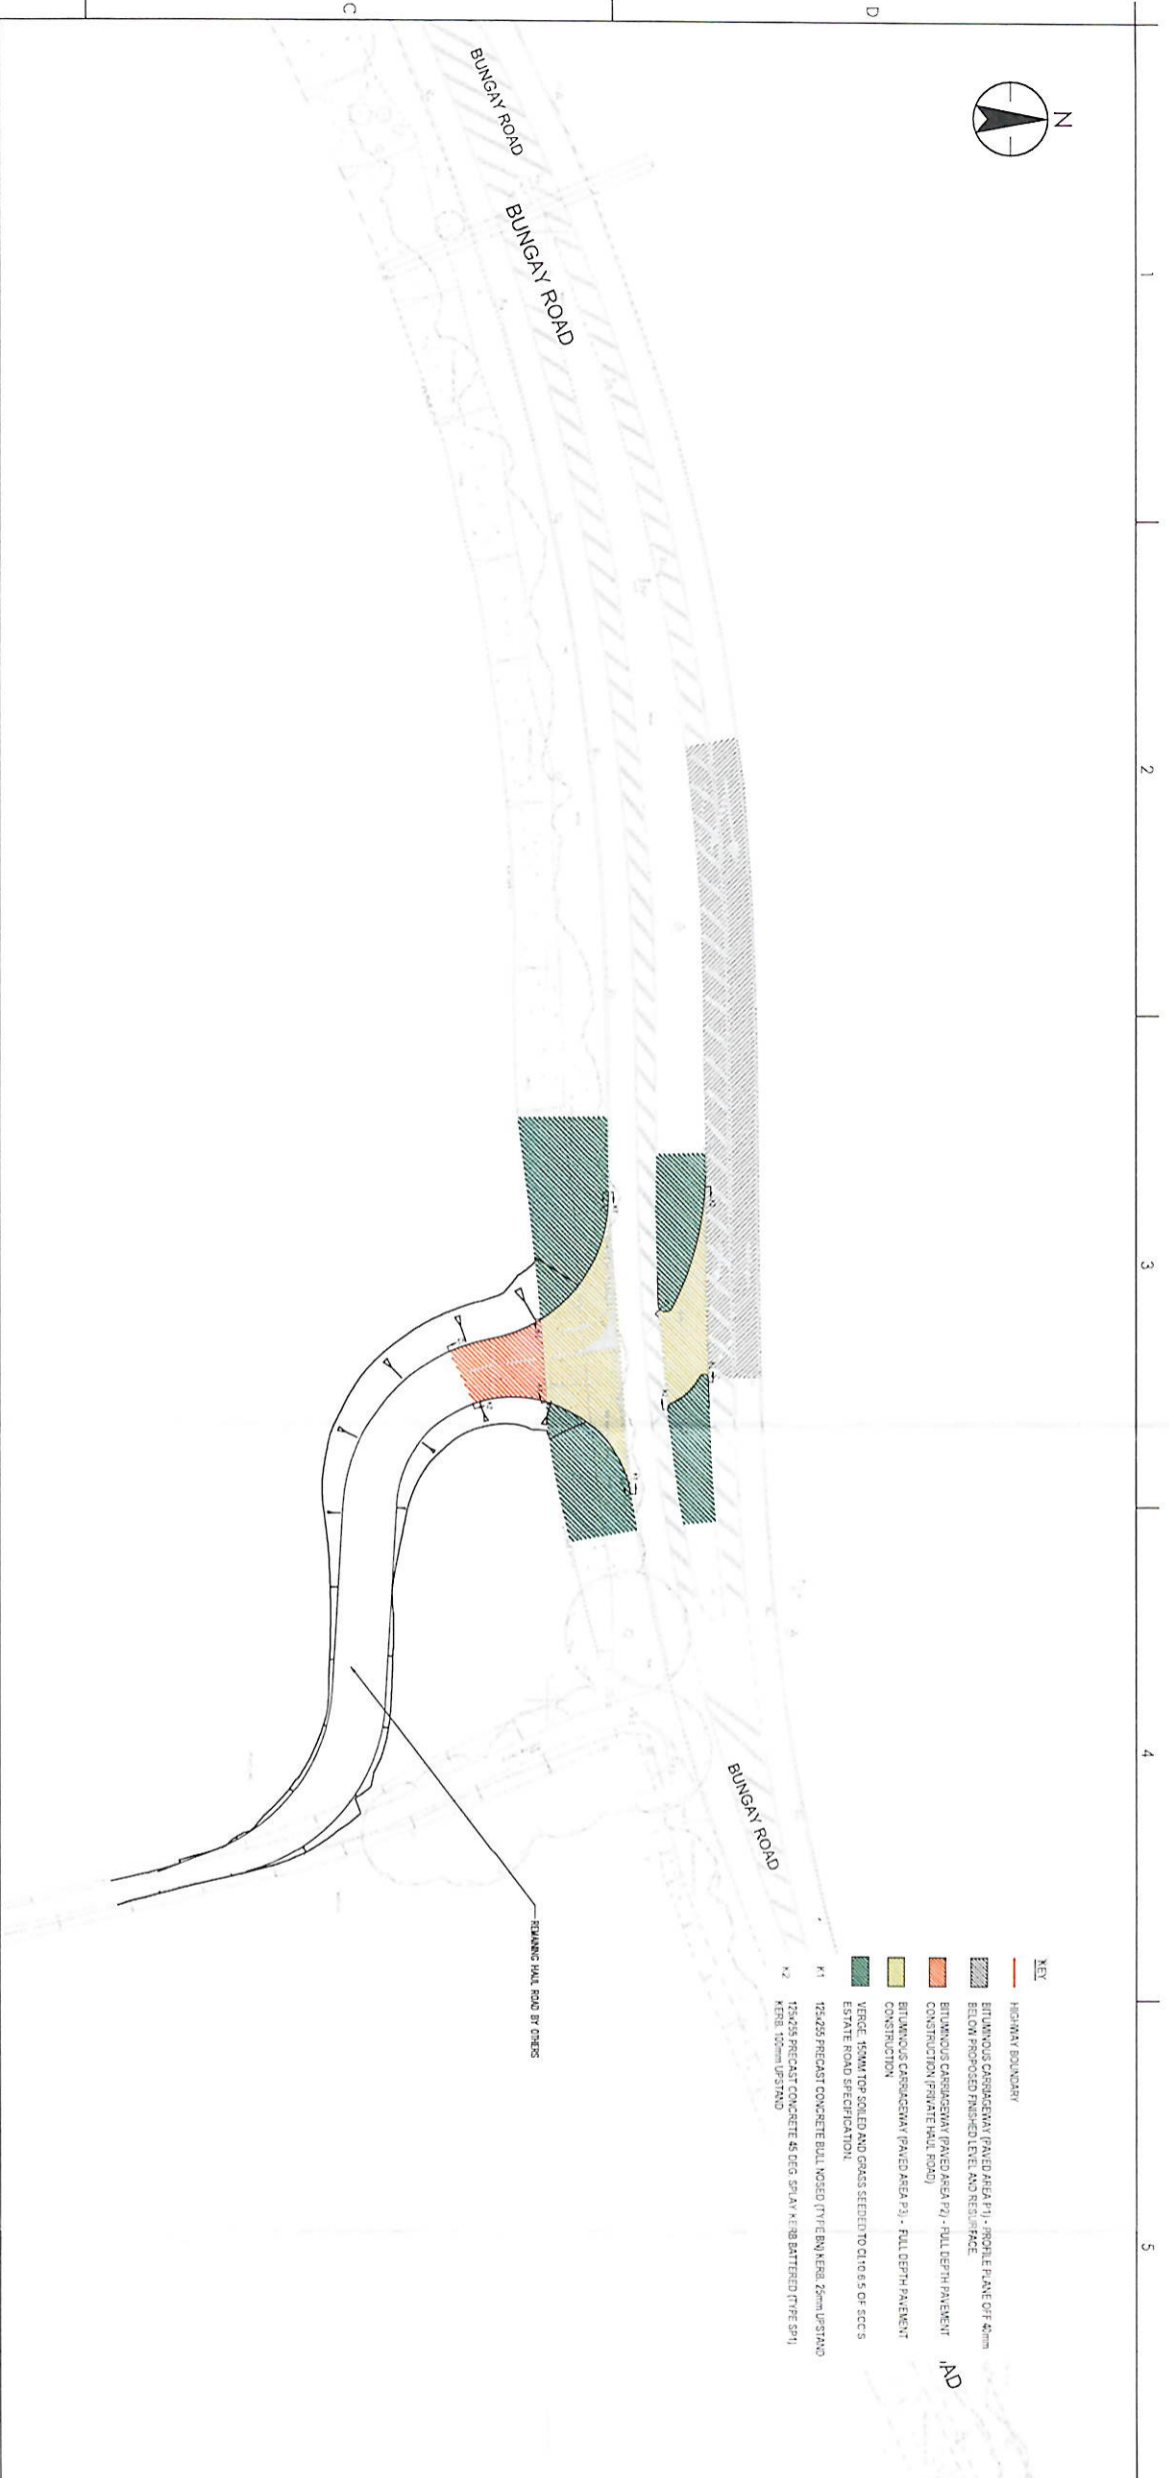 C
D
N
1
2
3
4
5
BUNGAY ROAD
BUNGAY ROAD
BUNGAY ROAD
REMAINING HAUL ROAD BY OTHERS
KEY
HIGHWAY BOUNDARY
BITUMINOUS CARRIAGEWAY (PAVED AREA P1) - PROFILE PLANE OFF 40mm
BELOW PROPOSED FINISHED LEVEL AND RESURFACE.
BITUMINOUS CARRIAGEWAY (PAVED AREA P2) - FULL DEPTH PAVEMENT
CONSTRUCTION (PRIVATE HAUL ROAD)
BITUMINOUS CARRIAGEWAY (PAVED AREA P3) - FULL DEPTH PAVEMENT
CONSTRUCTION
VERGE. 150MM TOP SOILED AND GRASS SEEDED TO Cl.10.6.5 OF SCC'S
ESTATE ROAD SPECIFICATION.
K1 125x255 PRECAST CONCRETE BULL NOSED (TYPE BN) KERB. 25mm UPSTAND
K2 125x255 PRECAST CONCRETE 45 DEG. SPLAY KERB BATTERED (TYPE SP1)
KERB. 100mm UPSTAND
AD